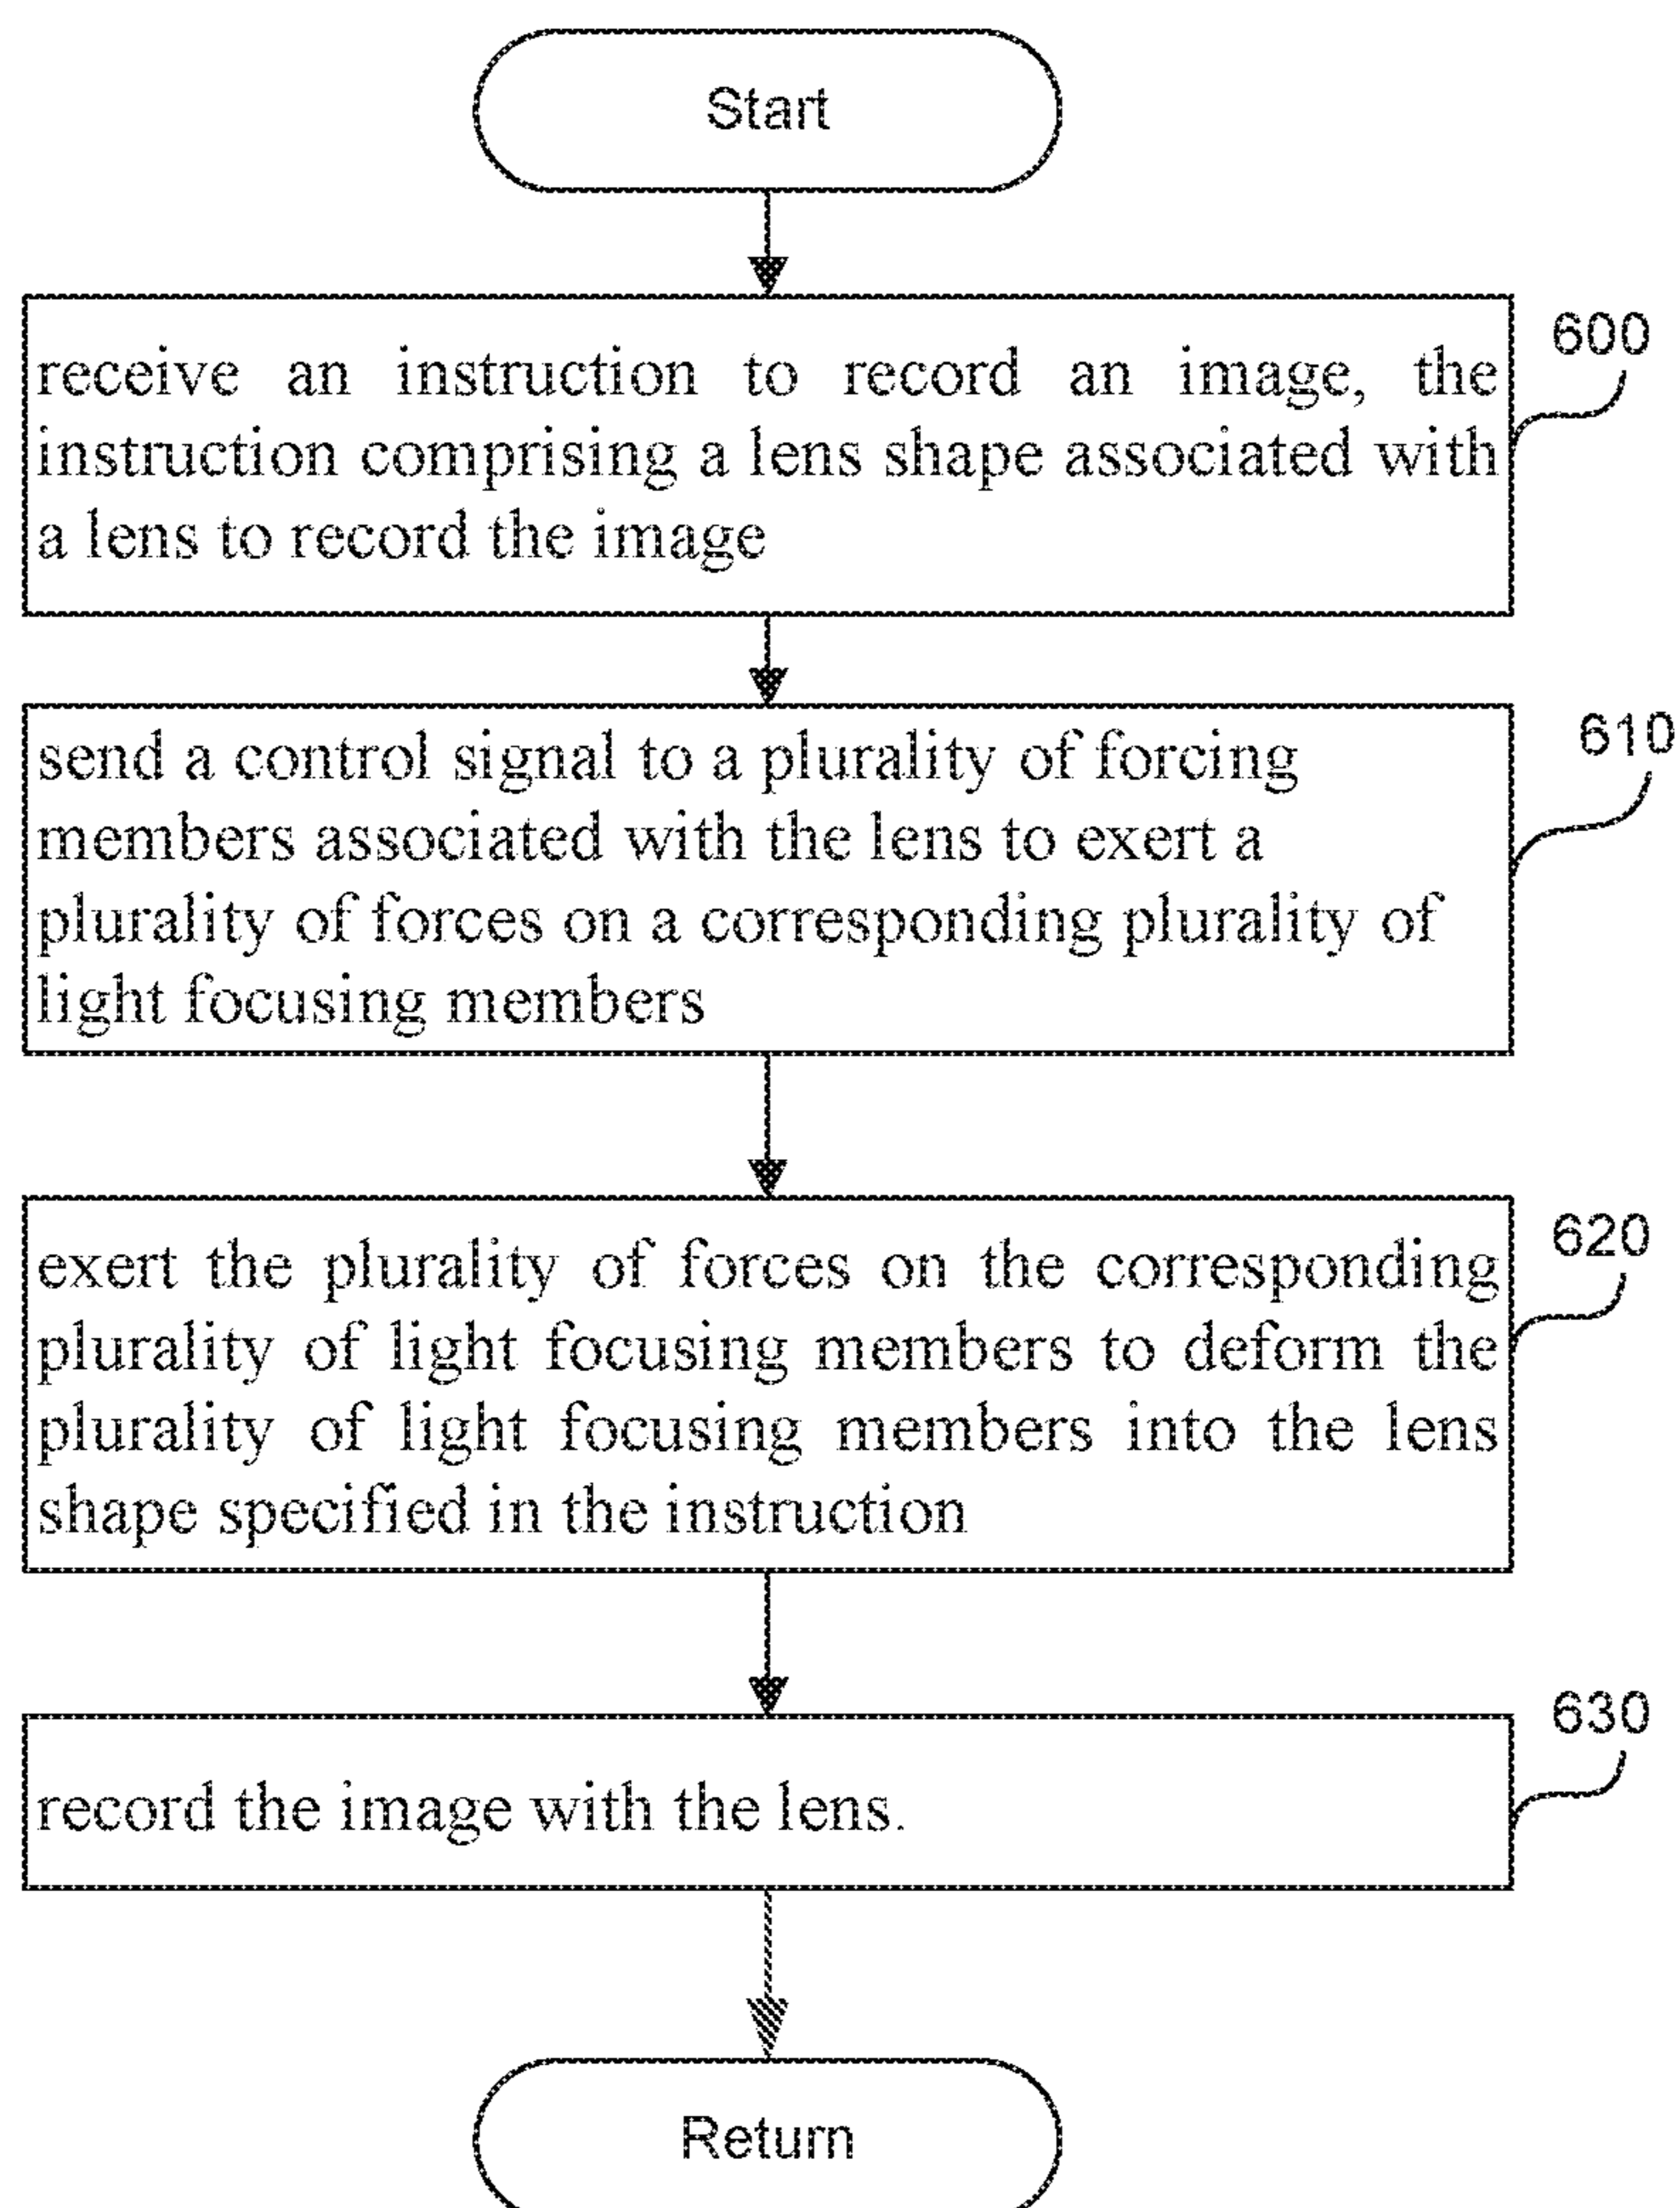 Start
600
receive an instruction to record an image, the
instruction comprising a lens shape associated with
a lens to record the image
610
send a control signal to a plurality of forcing
members associated with the lens to exert a
plurality of forces on a corresponding plurality of
light focusing members
620
exert the plurality of forces on the corresponding
plurality of light focusing members to deform the
plurality of light focusing members into the lens
shape specified in the instruction
630
record the image with the lens.
Return